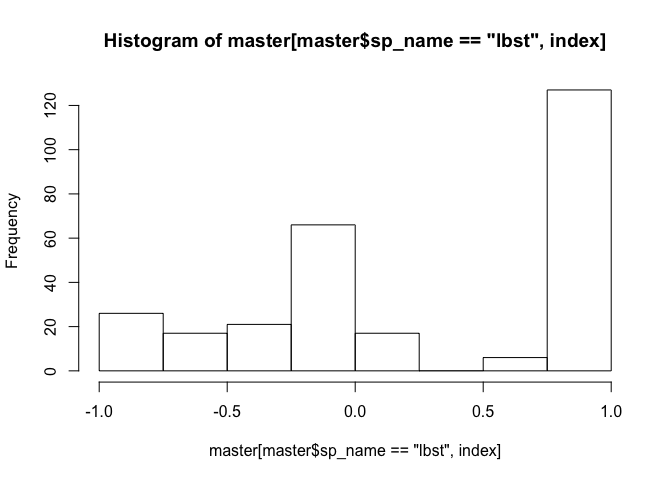 Histogram of master[master$sp_name == "lbst", index]
Frequency
120
100
80
60
40
20
0
-1.0 -0.5 0.0 0.5 1.0
master[master$sp_name == "lbst", index]